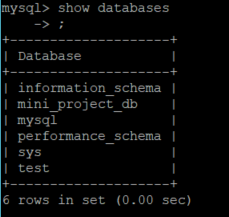 mysql> show databases
    -> ;
+--------------------+
| Database           |
+--------------------+
| information_schema |
| mini_project_db    |
| mysql              |
| performance_schema |
| sys                |
| test               |
+--------------------+
6 rows in set (0.00 sec)